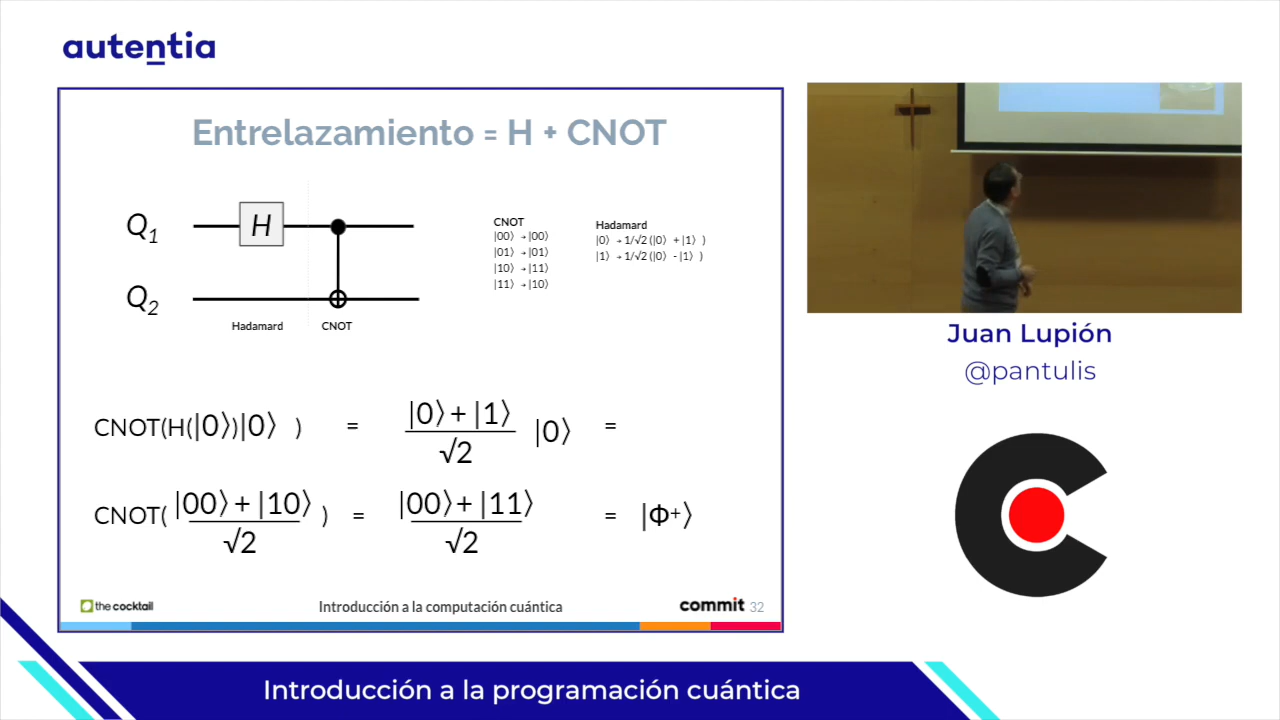 autentia
Entrelazamiento = H + CNOT
Q1
H
Q2
Hadamard
CNOT
CNOT
|00⟩ → |00⟩
|01⟩ → |01⟩
|10⟩ → |11⟩
|11⟩ → |10⟩
Hadamard
|0⟩ → 1/√2 (|0⟩ + |1⟩ )
|1⟩ → 1/√2 (|0⟩ - |1⟩ )
CNOT(H(|0⟩)|0⟩ ) = |0⟩ + |1⟩ / √2 |0⟩ =
CNOT( |00⟩ + |10⟩ / √2 ) = |00⟩ + |11⟩ / √2 = |Φ+⟩
the cocktail
Introducción a la computación cuántica
commit 32
Juan Lupión
@pantulis
Introducción a la programación cuántica